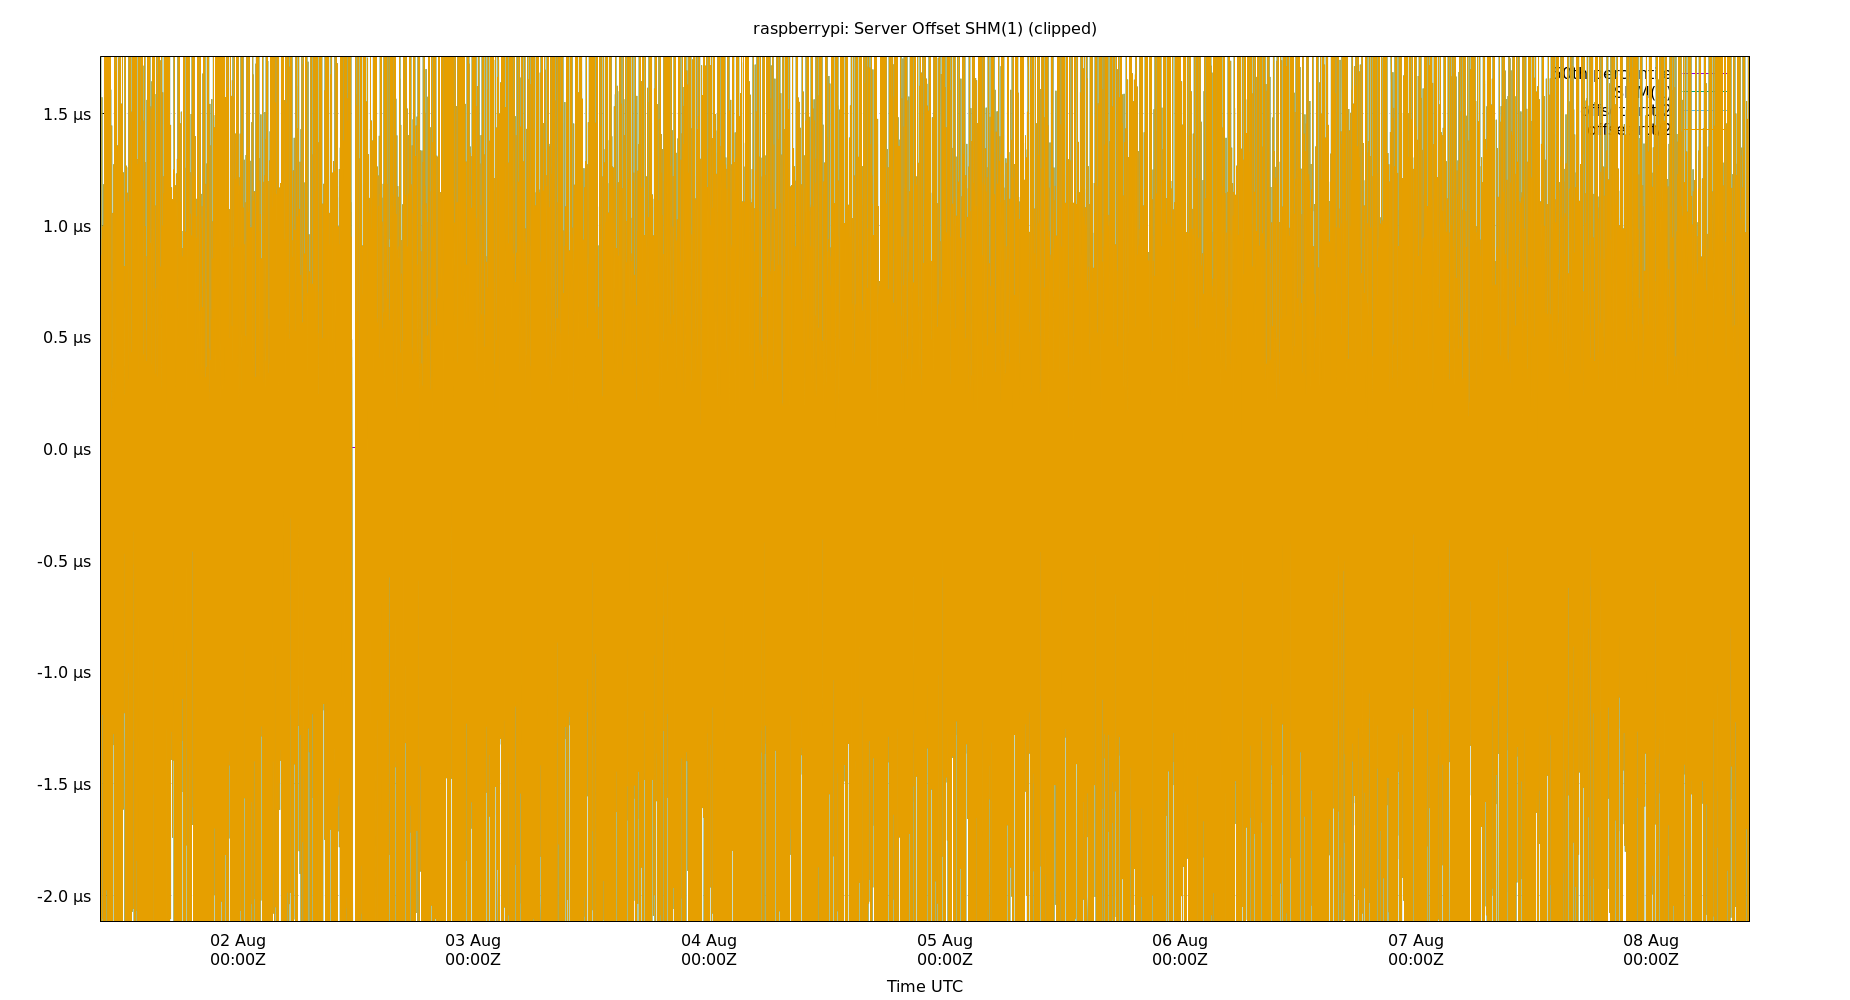 raspberrypi: Server Offset SHM(1) (clipped)
1.5 µs
1.0 µs
0.5 µs
0.0 µs
-0.5 µs
-1.0 µs
-1.5 µs
-2.0 µs
02 Aug 03 Aug 04 Aug 05 Aug 06 Aug 07 Aug 08 Aug
00:00Z 00:00Z 00:00Z 00:00Z 00:00Z 00:00Z 00:00Z
Time UTC